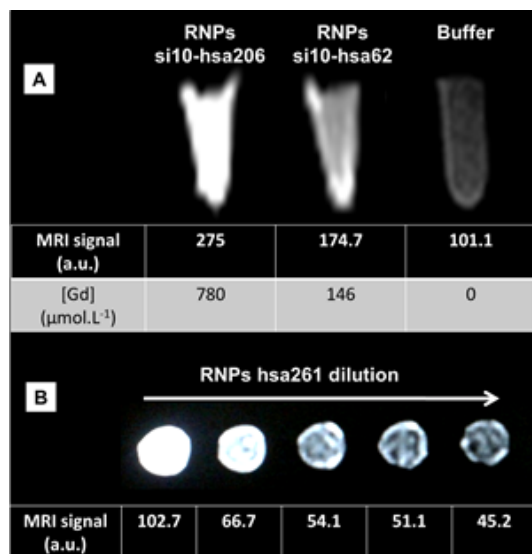 RNPs si10-hsa206 RNPs si10-hsa62 Buffer
A
MRI signal (a.u.) 275 174.7 101.1
[Gd] (µmol.L-1) 780 146 0
RNPs hsa261 dilution
B
MRI signal (a.u.) 102.7 66.7 54.1 51.1 45.2